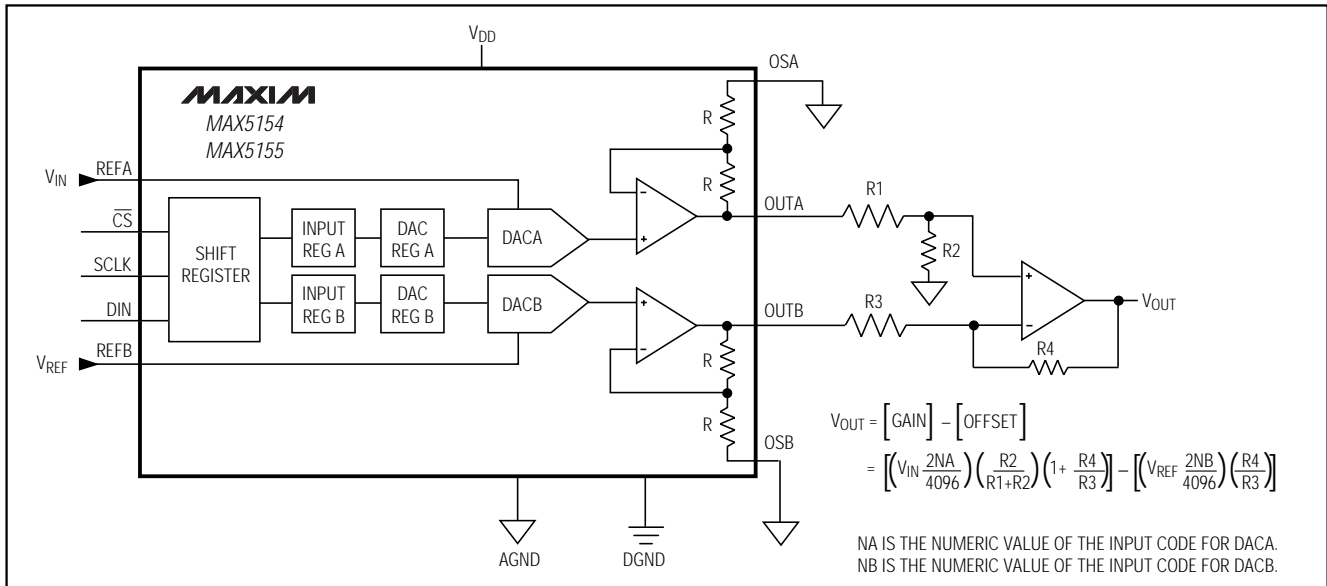 VDD
OSA
MAXIM
MAX5154
MAX5155
R
R
VIN
REFA
CS
SCLK
DIN
VREF
REFB
SHIFT
REGISTER
INPUT
REG A
DAC
REG A
DACA
INPUT
REG B
DAC
REG B
DACB
OUTA
R1
R2
OUTB
R3
R4
VOUT
R
R
OSB
AGND
DGND
VOUT = [GAIN] – [OFFSET]
= [(VIN 2NA/4096)(R2/R1+R2)(1+ R4/R3)] – [(VREF 2NB/4096)(R4/R3)]
NA IS THE NUMERIC VALUE OF THE INPUT CODE FOR DACA.
NB IS THE NUMERIC VALUE OF THE INPUT CODE FOR DACB.